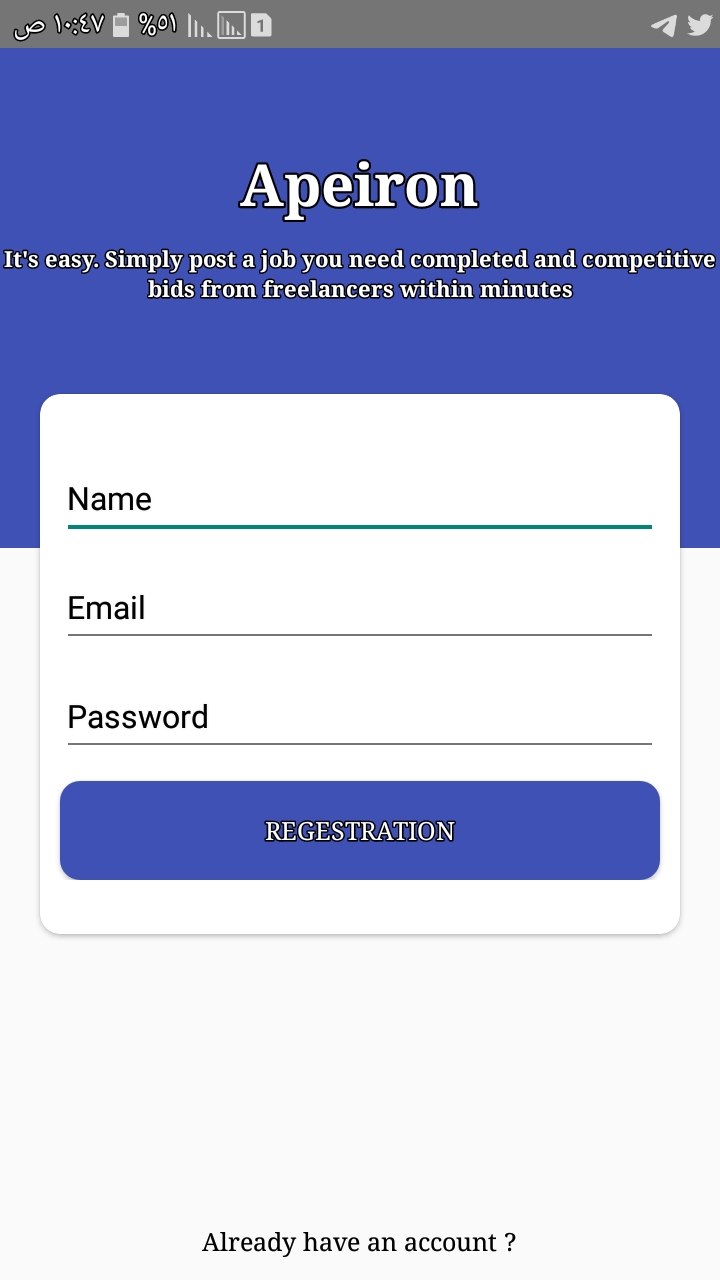 ١٠:٤٧ ص %٥١ 1
Apeiron
It's easy. Simply post a job you need completed and competitive
bids from freelancers within minutes
Name
Email
Password
REGESTRATION
Already have an account ?